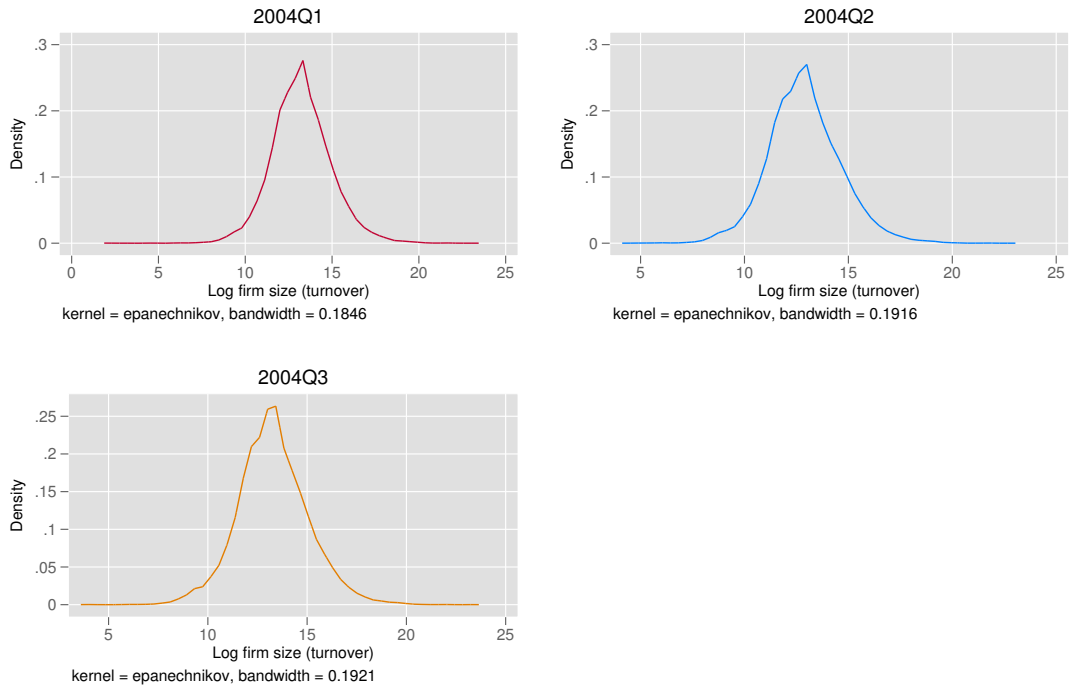 2004Q1
.3
.2
.1
0
Density
0 5 10 15 20 25
Log firm size (turnover)
kernel = epanechnikov, bandwidth = 0.1846
2004Q2
.3
.2
.1
0
Density
5 10 15 20 25
Log firm size (turnover)
kernel = epanechnikov, bandwidth = 0.1916
2004Q3
.25
.2
.15
.1
.05
0
Density
5 10 15 20 25
Log firm size (turnover)
kernel = epanechnikov, bandwidth = 0.1921